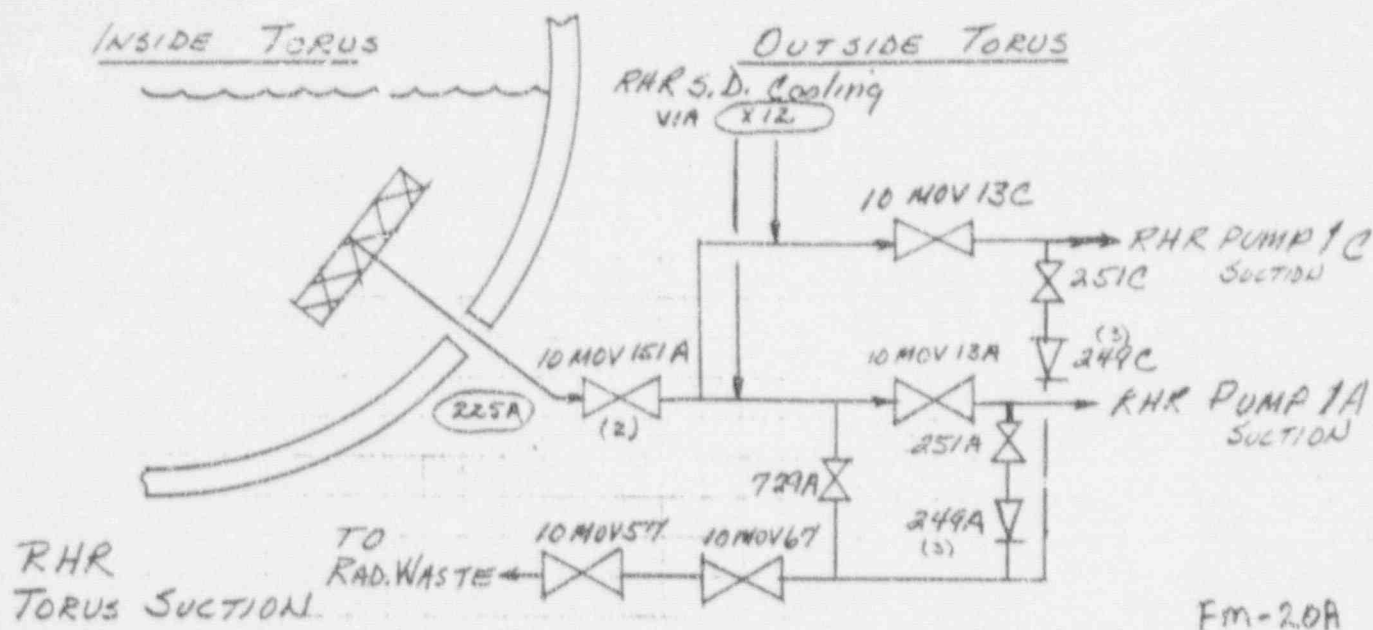 INSIDE TORUS
OUTSIDE TORUS
RHR S.D. Cooling
VIA X12
10 MOV 13C
RHR PUMP 1C
SUCTION
251C
(3)
249C
10 MOV 151A
(2)
225A
10 MOV 13A
RHR PUMP 1A
SUCTION
251A
729A
249A
(3)
10 MOV 57
10 MOV 67
TO
RAD. WASTE
RHR
TORUS SUCTION
FM-20A